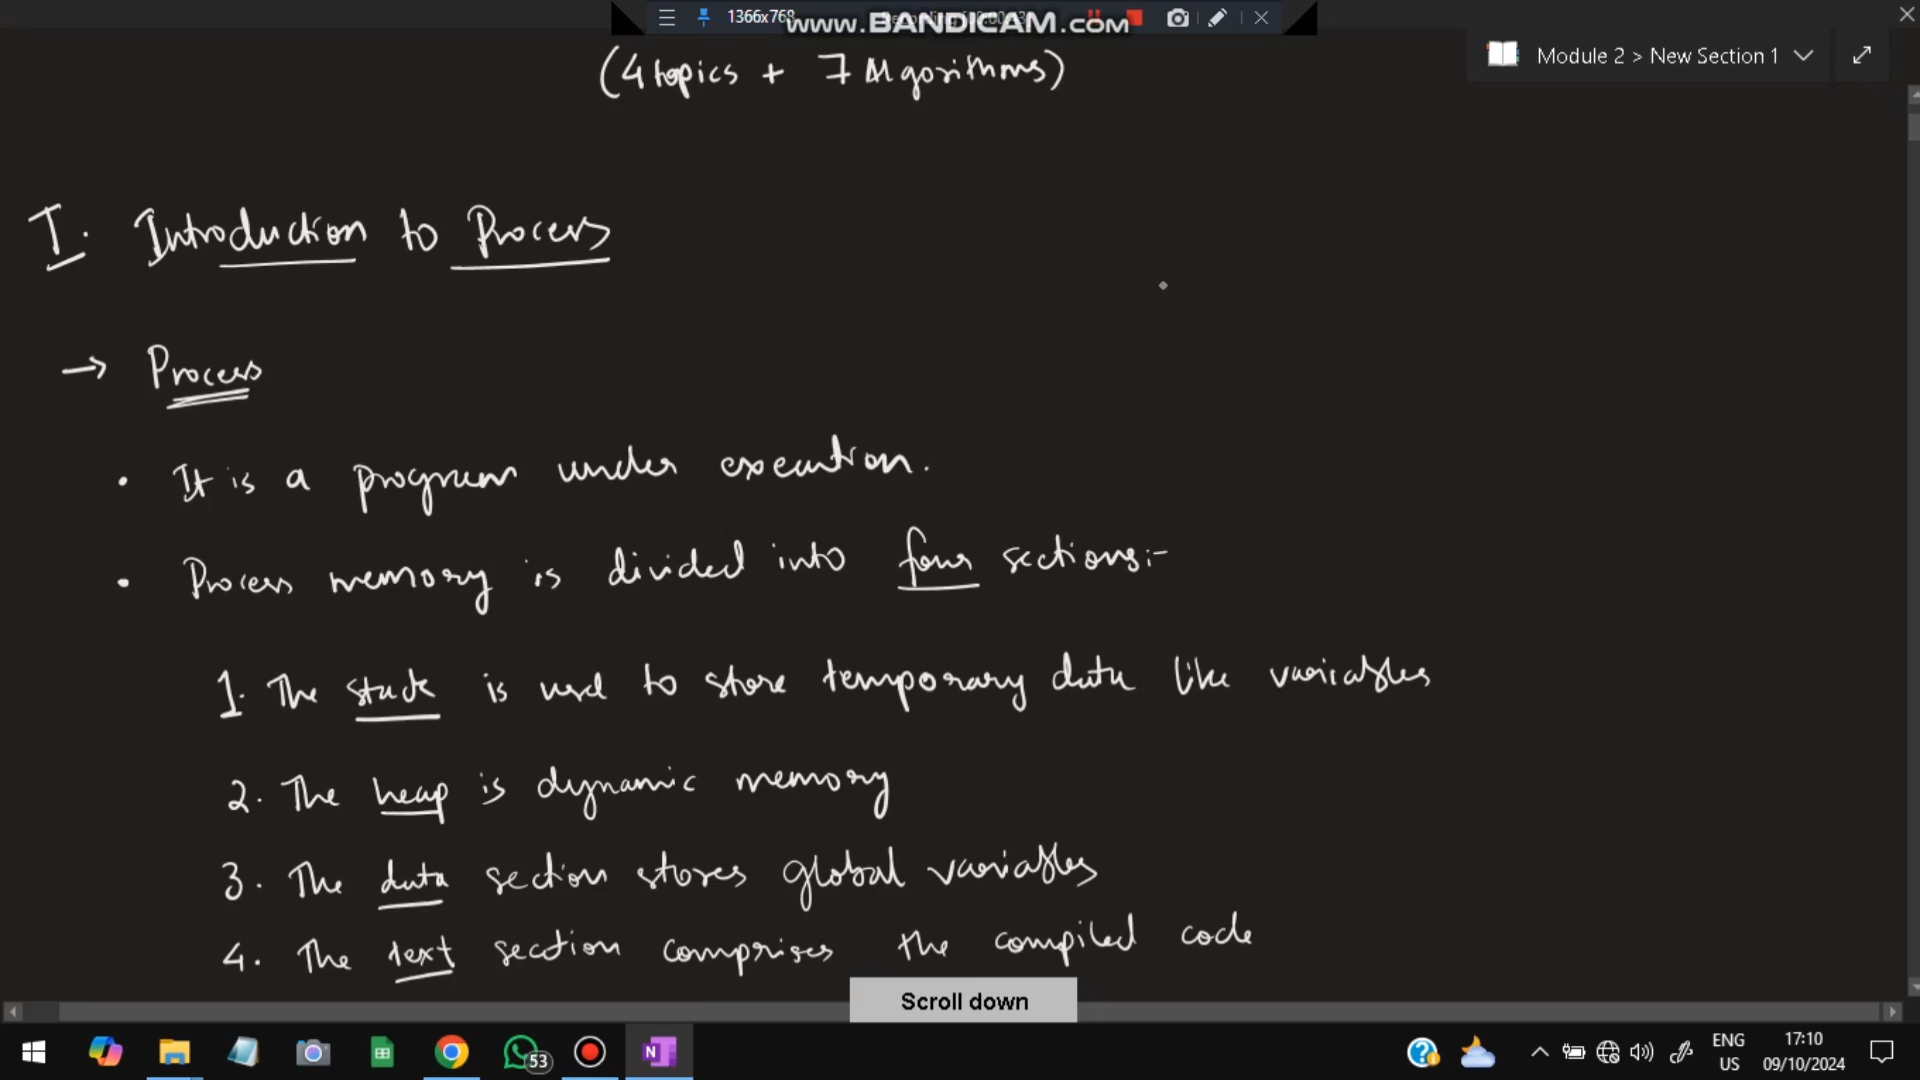 1366x768
www.BANDICAM.com
(4 topics + 7 Algorithms)
Module 2 > New Section 1
I. Introduction to Process
→ Process
• It is a program under execution.
• Process memory is divided into four sections:-
1. The stack is used to store temporary data like variables
2. The heap is dynamic memory
3. The data section stores global variables
4. The text section comprises the compiled code
Scroll down
53
N
ENG
US
17:10
09/10/2024